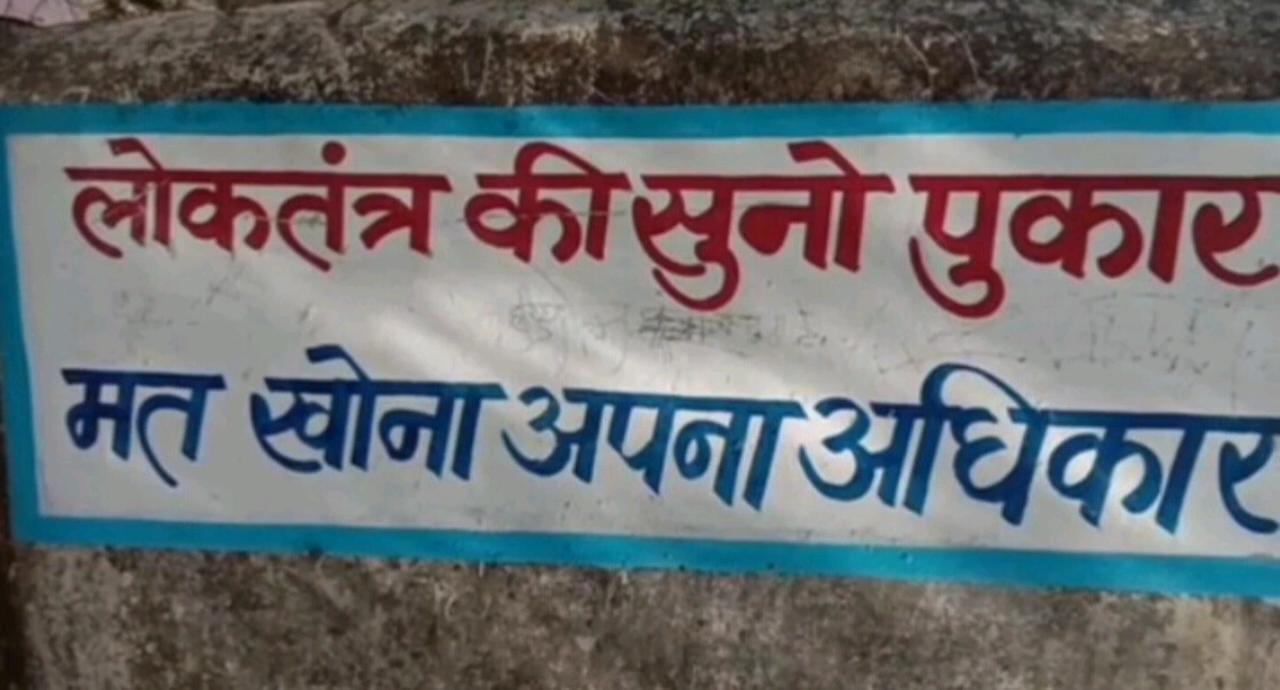 लोकतंत्र की सुनो पुकार
मत खोना अपना अधिकार